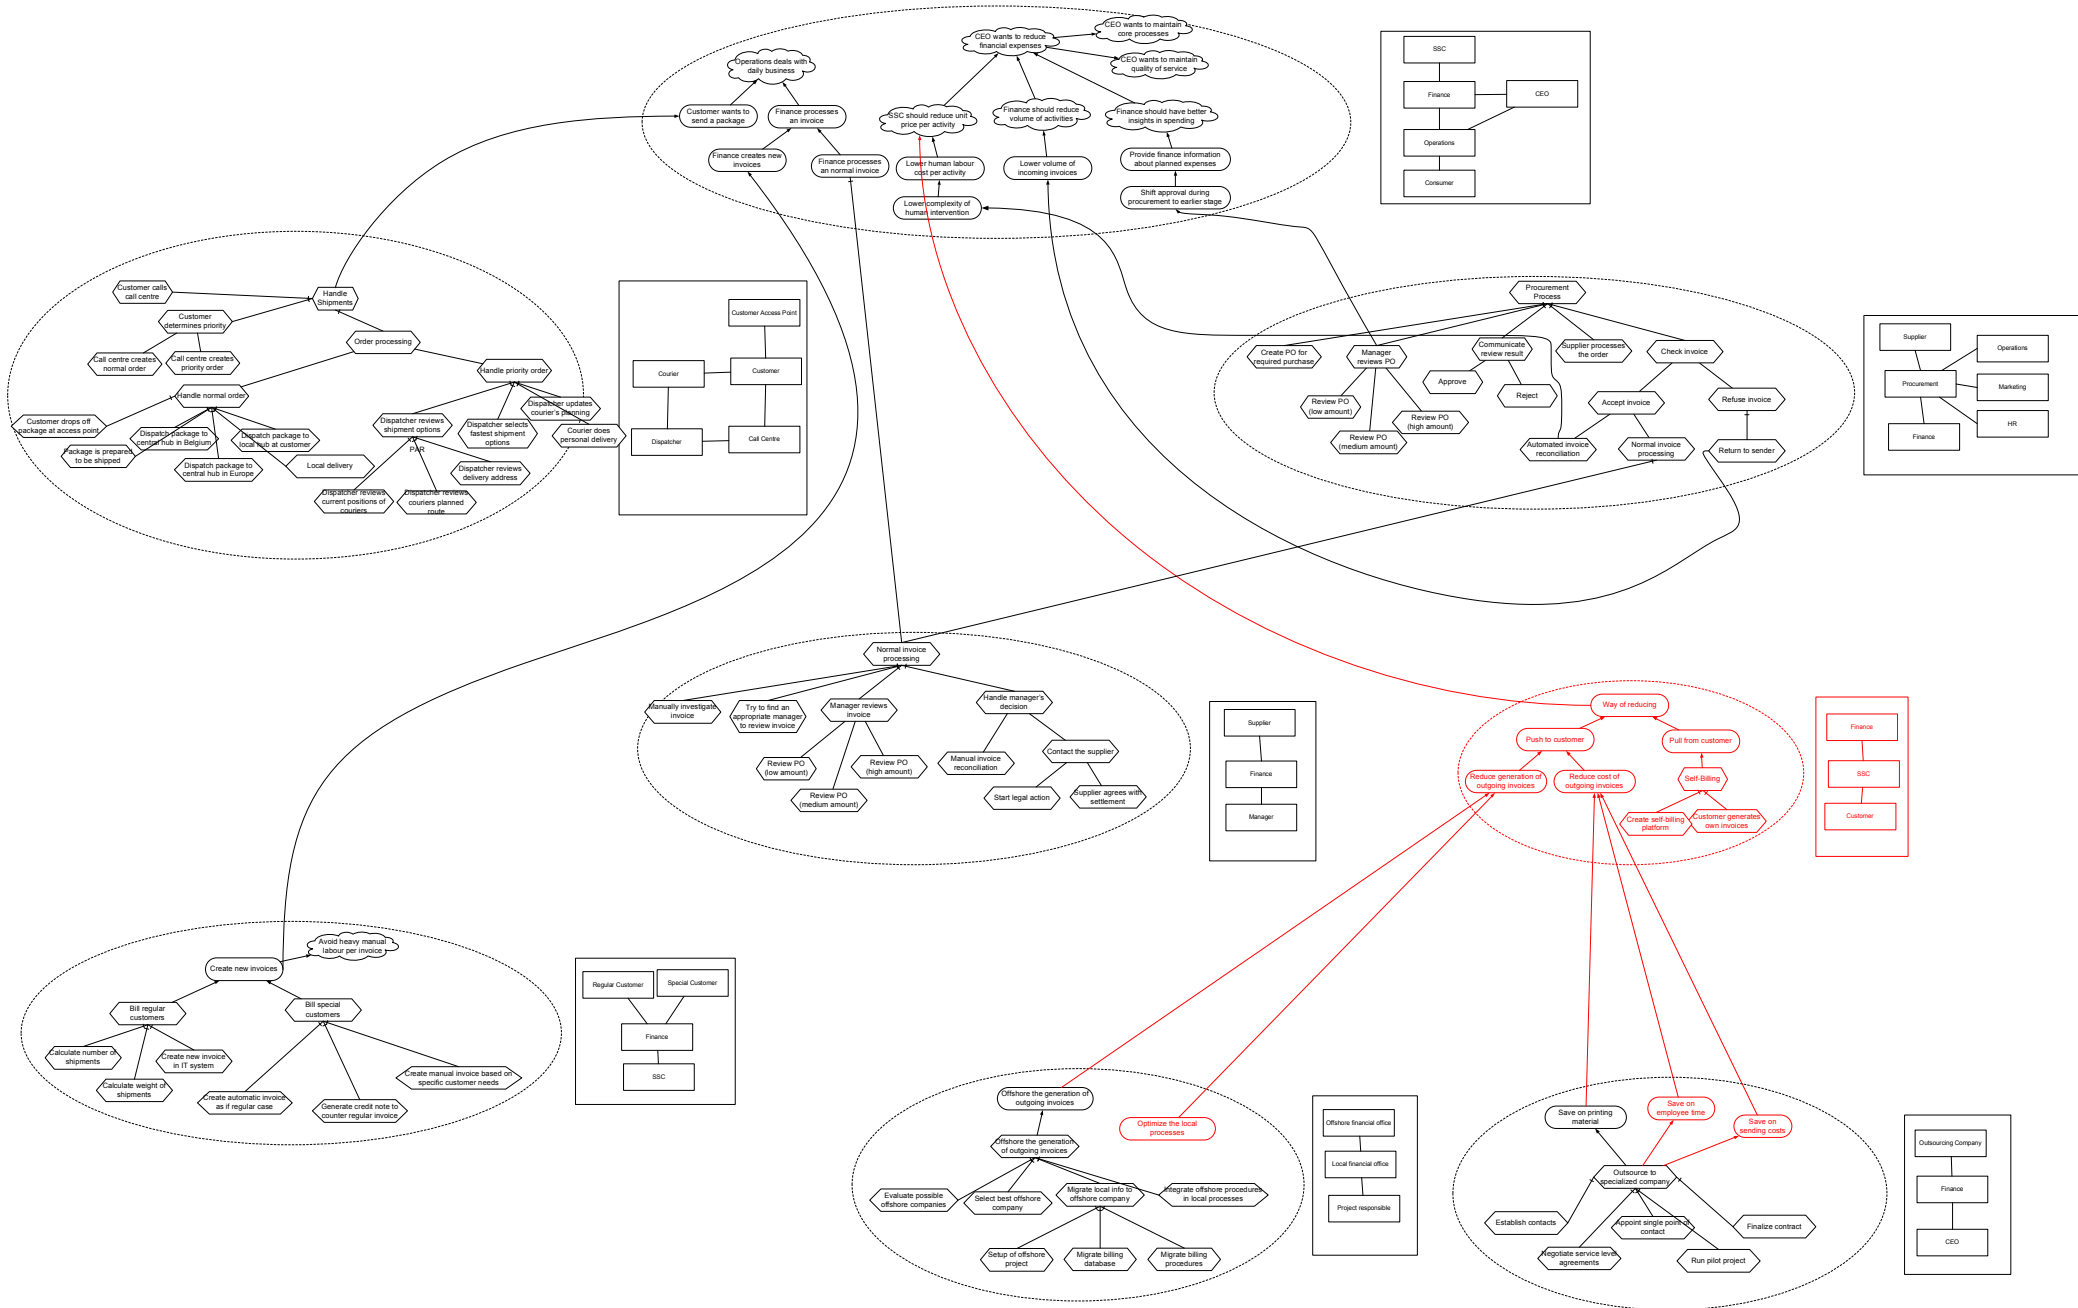 CEO wants to maintain
core processes
CEO wants to reduce
financial expenses
CEO wants to maintain
quality of service
Operations deals with
daily business
Customer wants to
send a package
Finance processes
an invoice
SSC should reduce unit
price per activity
Finance should reduce
volume of activities
Finance should have better
insights in spending
Finance creates new
invoices
Finance processes
an normal invoice
Lower human labour
cost per activity
Lower volume of
incoming invoices
Provide finance information
about planned expenses
Lower complexity of
human intervention
Shift approval during
procurement to earlier stage
SSC
Finance
CEO
Operations
Consumer
Customer calls
call centre
Handle
Shipments
Customer
determines priority
Order processing
Call centre creates
normal order
Call centre creates
priority order
Handle priority order
Handle normal order
Customer drops off
package at access point
Package is prepared
to be shipped
Dispatch package to
central hub in Belgium
Dispatch package to
central hub in Europe
Dispatch package to
local hub at customer
Local delivery
Dispatcher reviews
shipment options
PAR
Dispatcher selects
fastest shipment
options
Dispatcher updates
courier's planning
Courier does
personal delivery
Dispatcher reviews
delivery address
Dispatcher reviews
current positions of
couriers
Dispatcher reviews
couriers planned
route
Customer Access Point
Courier
Customer
Dispatcher
Call Centre
Procurement
Process
Create PO for
required purchase
Manager
reviews PO
Communicate
review result
Supplier processes
the order
Check invoice
Approve
Reject
Review PO
(low amount)
Review PO
(medium amount)
Review PO
(high amount)
Accept invoice
Refuse invoice
Automated invoice
reconciliation
Normal invoice
processing
Return to sender
Supplier
Operations
Procurement
Marketing
HR
Finance
Normal invoice
processing
Manually investigate
invoice
Try to find an
appropriate manager
to review invoice
Manager reviews
invoice
Handle manager's
decision
Review PO
(low amount)
Review PO
(medium amount)
Review PO
(high amount)
Manual invoice
reconciliation
Contact the supplier
Start legal action
Supplier agrees with
settlement
Supplier
Finance
Manager
Way of reducing
Push to customer
Pull from customer
Reduce generation of
outgoing invoices
Reduce cost of
outgoing invoices
Self-Billing
Create self-billing
platform
Customer generates
own invoices
Finance
SSC
Customer
Avoid heavy manual
labour per invoice
Create new invoices
Bill regular
customers
Bill special
customers
Calculate number of
shipments
Create new invoice
in IT system
Calculate weight of
shipments
Create automatic invoice
as if regular case
Generate credit note to
counter regular invoice
Create manual invoice based on
specific customer needs
Regular Customer
Special Customer
Finance
SSC
Offshore the generation of
outgoing invoices
Optimize the local
processes
Offshore the generation
of outgoing invoices
Evaluate possible
offshore companies
Select best offshore
company
Migrate local info to
offshore company
Integrate offshore procedures
in local processes
Setup of offshore
project
Migrate billing
database
Migrate billing
procedures
Offshore financial office
Local financial office
Project responsible
Save on printing
material
Save on
employee time
Save on
sending costs
Outsource to
specialized company
Establish contacts
Negotiate service level
agreements
Appoint single point of
contact
Run pilot project
Finalize contract
Outsourcing Company
Finance
CEO